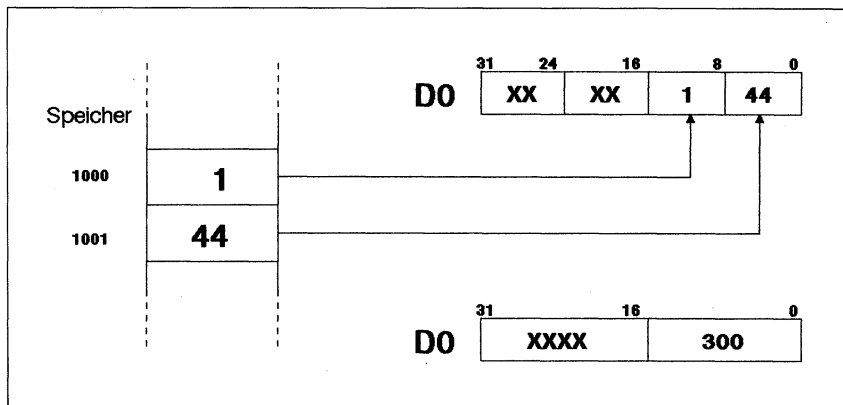 31 24 16 8 0
D0 XX XX 1 44
Speicher
1000 1
1001 44
31 16 0
D0 XXXX 300